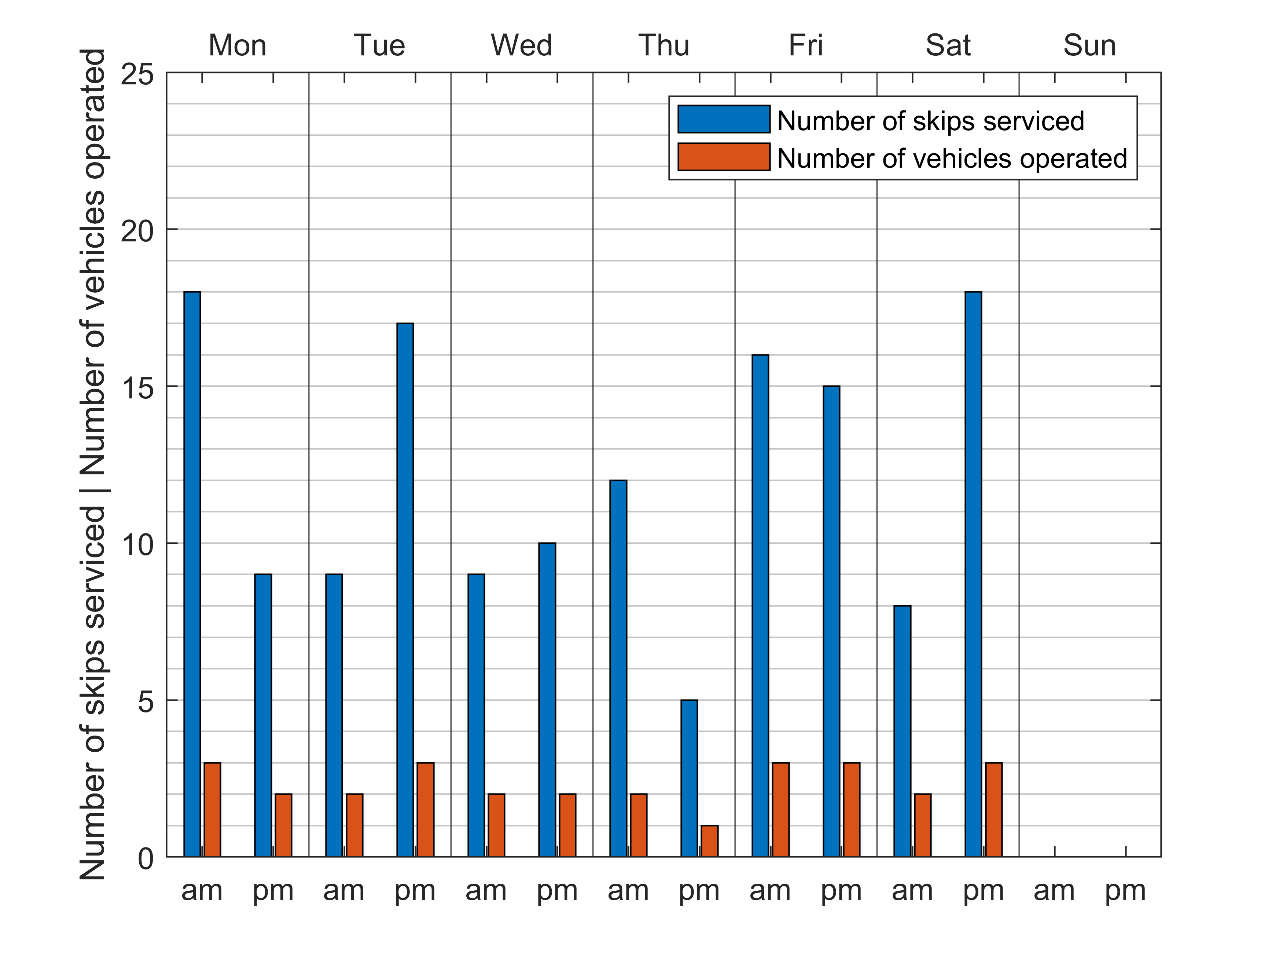 Mon Tue Wed Thu Fri Sat Sun
Number of skips serviced | Number of vehicles operated
25
20
15
10
5
0
Number of skips serviced
Number of vehicles operated
am pm am pm am pm am pm am pm am pm am pm